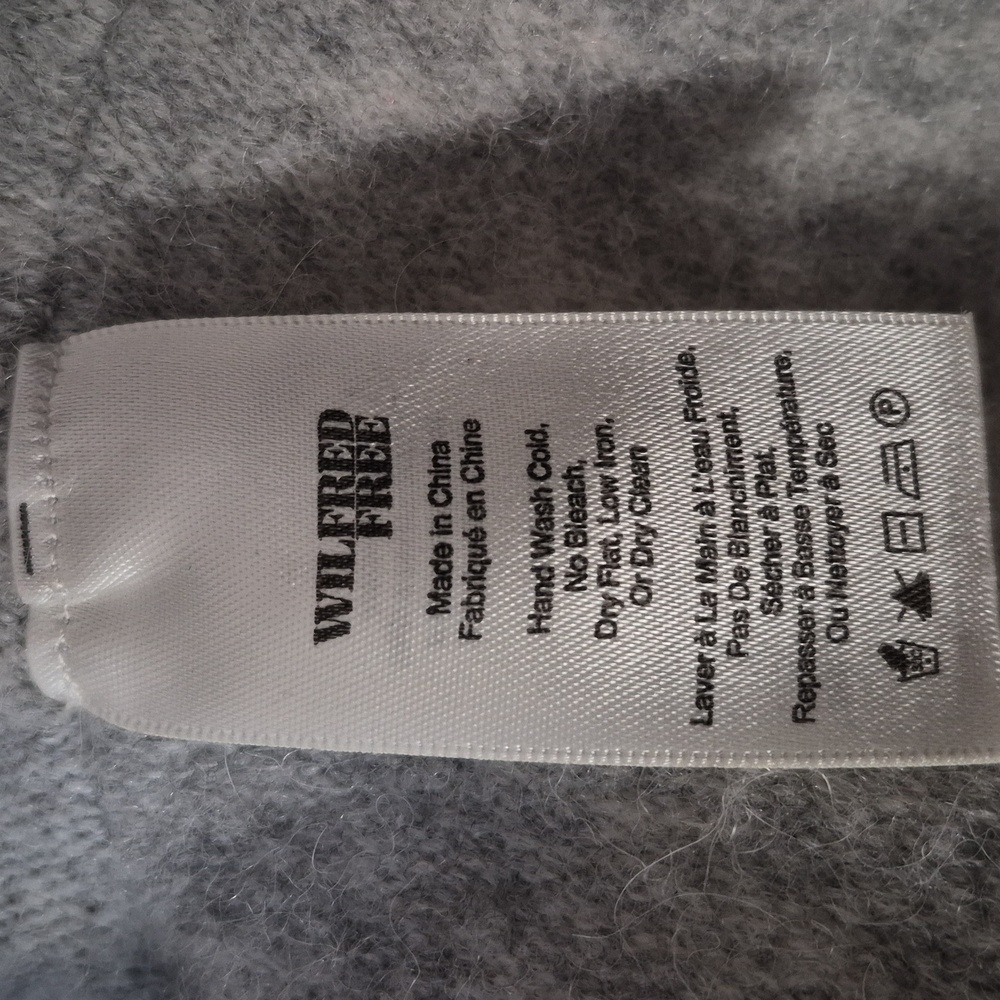 WILFRED
FREE
Made in China
Fabriqué en Chine
Hand Wash Cold,
No Bleach,
Dry Flat, Low Iron,
Or Dry Clean
Laver à La Main à L'eau Froide,
Pas De Blanchiment,
Sécher à Plat,
Repasser à Basse Température,
Ou Nettoyer à Sec
30C P